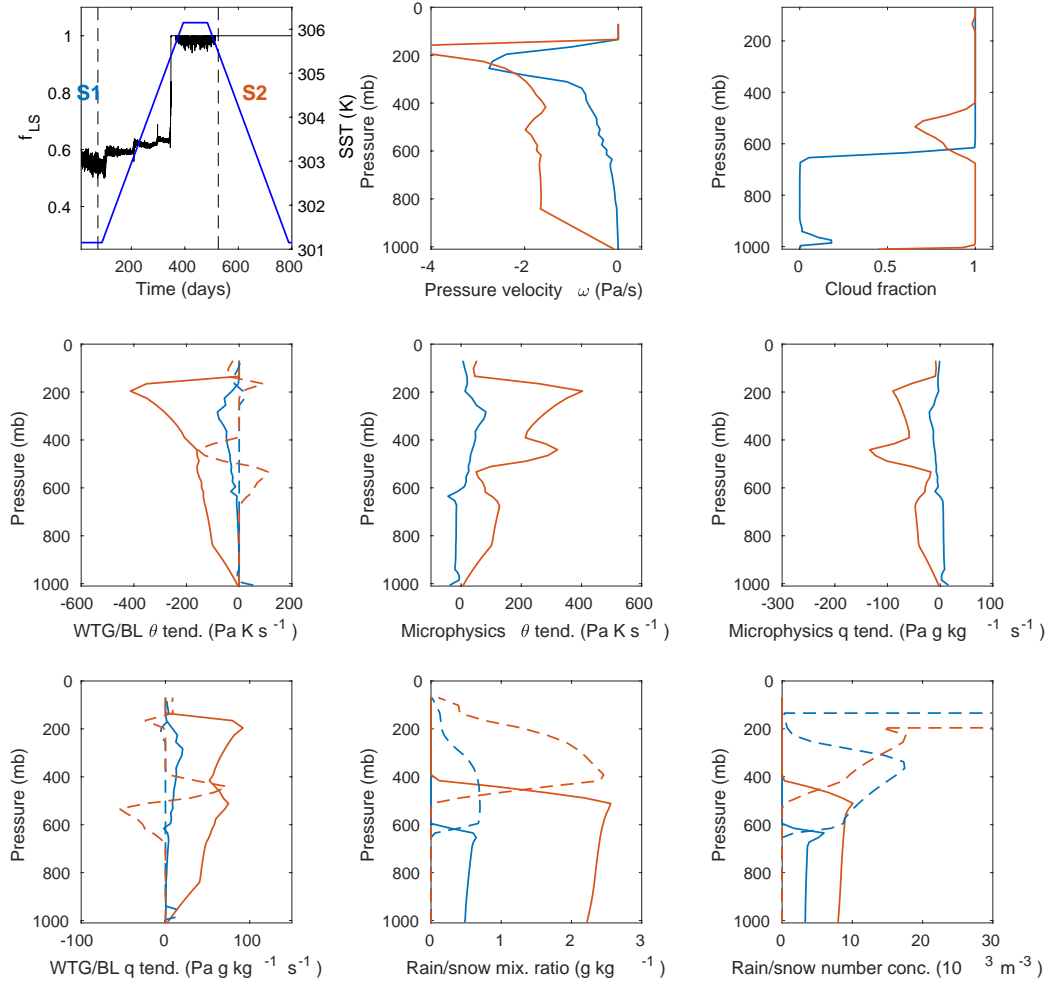 1
0.8
0.6
0.4
f LS
S1
S2
306
305
304
303
302
301
SST (K)
200 400 600 800
Time (days)
0
200
400
600
800
1000
Pressure (mb)
-4 -2 0
Pressure velocity ω (Pa/s)
200
400
600
800
1000
Pressure (mb)
0 0.5 1
Cloud fraction
0
200
400
600
800
1000
Pressure (mb)
-600 -400 -200 0 200
WTG/BL θ tend. (Pa K s -1 )
0
200
400
600
800
1000
Pressure (mb)
0 200 400 600
Microphysics θ tend. (Pa K s -1 )
0
200
400
600
800
1000
Pressure (mb)
-300 -200 -100 0 100
Microphysics q tend. (Pa g kg -1 s -1 )
0
200
400
600
800
1000
Pressure (mb)
-100 0 100
WTG/BL q tend. (Pa g kg -1 s -1 )
0
200
400
600
800
1000
Pressure (mb)
0 1 2 3
Rain/snow mix. ratio (g kg -1 )
0
200
400
600
800
1000
Pressure (mb)
0 10 20 30
Rain/snow number conc. (10 3 m -3 )